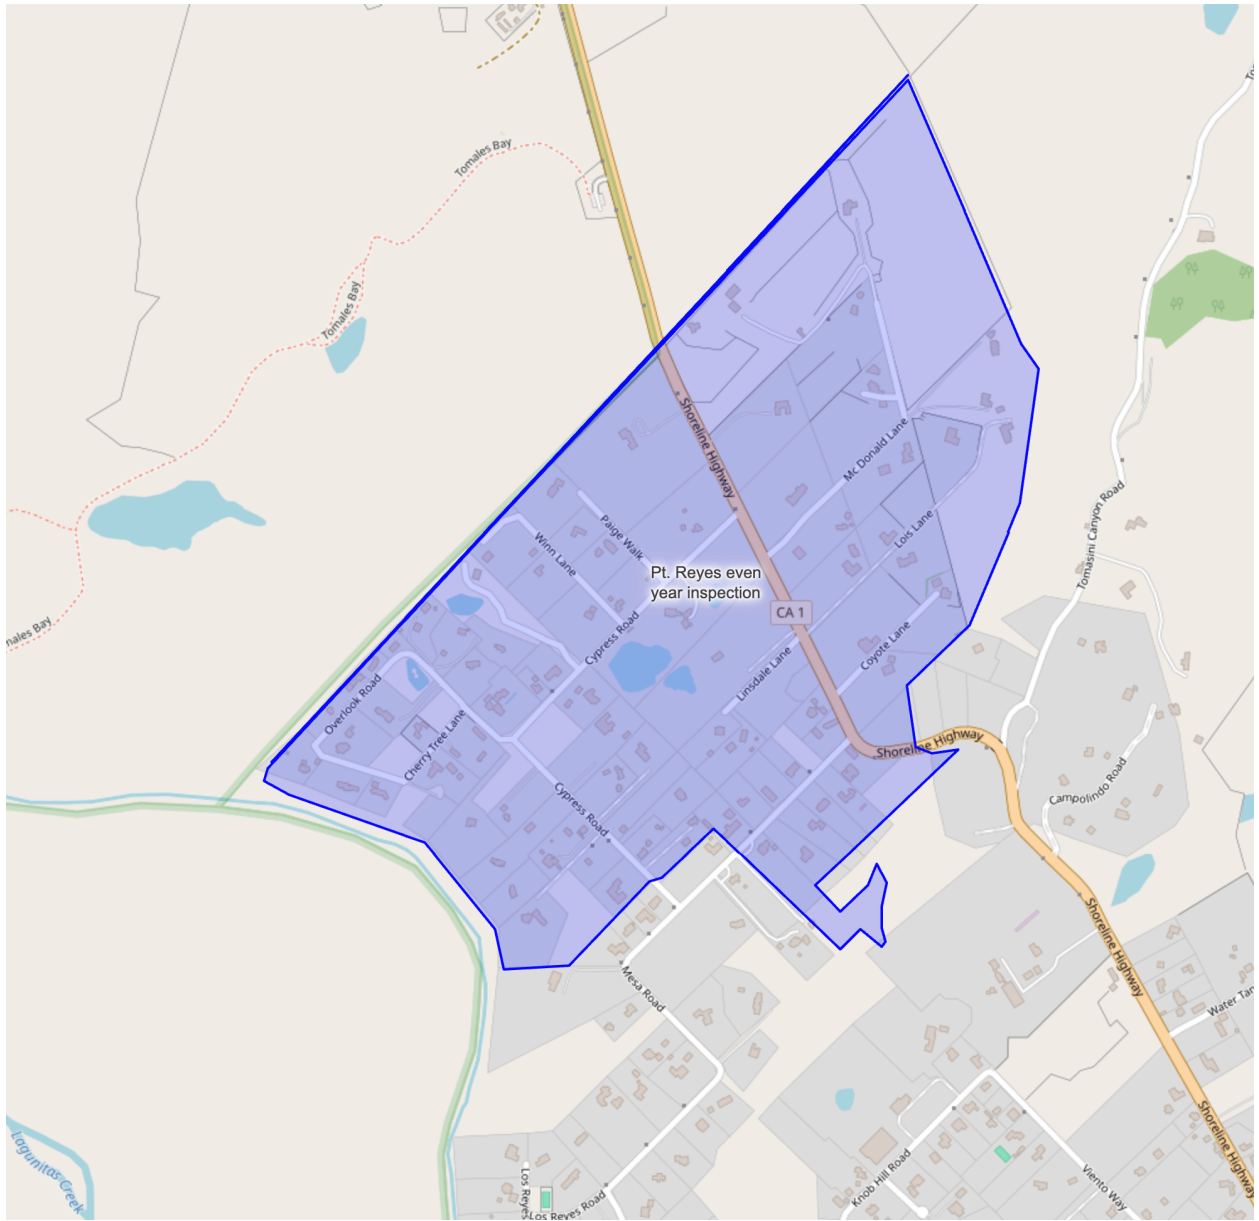 To
Tomales Bay
Tomales Bay
males Bay
Shoreline Highway
Mc Donald Lane
Paige Walk
Winn Lane
Lois Lane
Pt. Reyes even
year inspection
Tomasini Canyon Road
CA 1
Cypress Road
Coyote Lane
Linsdale Lane
Overlook Road
Cherry Tree Lane
Shoreline Highway
Cypress Road
Campolindo Road
Shoreline Highway
Mesa Road
Water Tan
Lagunitas Creek
Shoreline Highway
Knob Hill Road
Viento Way
Los Reyes
Los Reyes Road